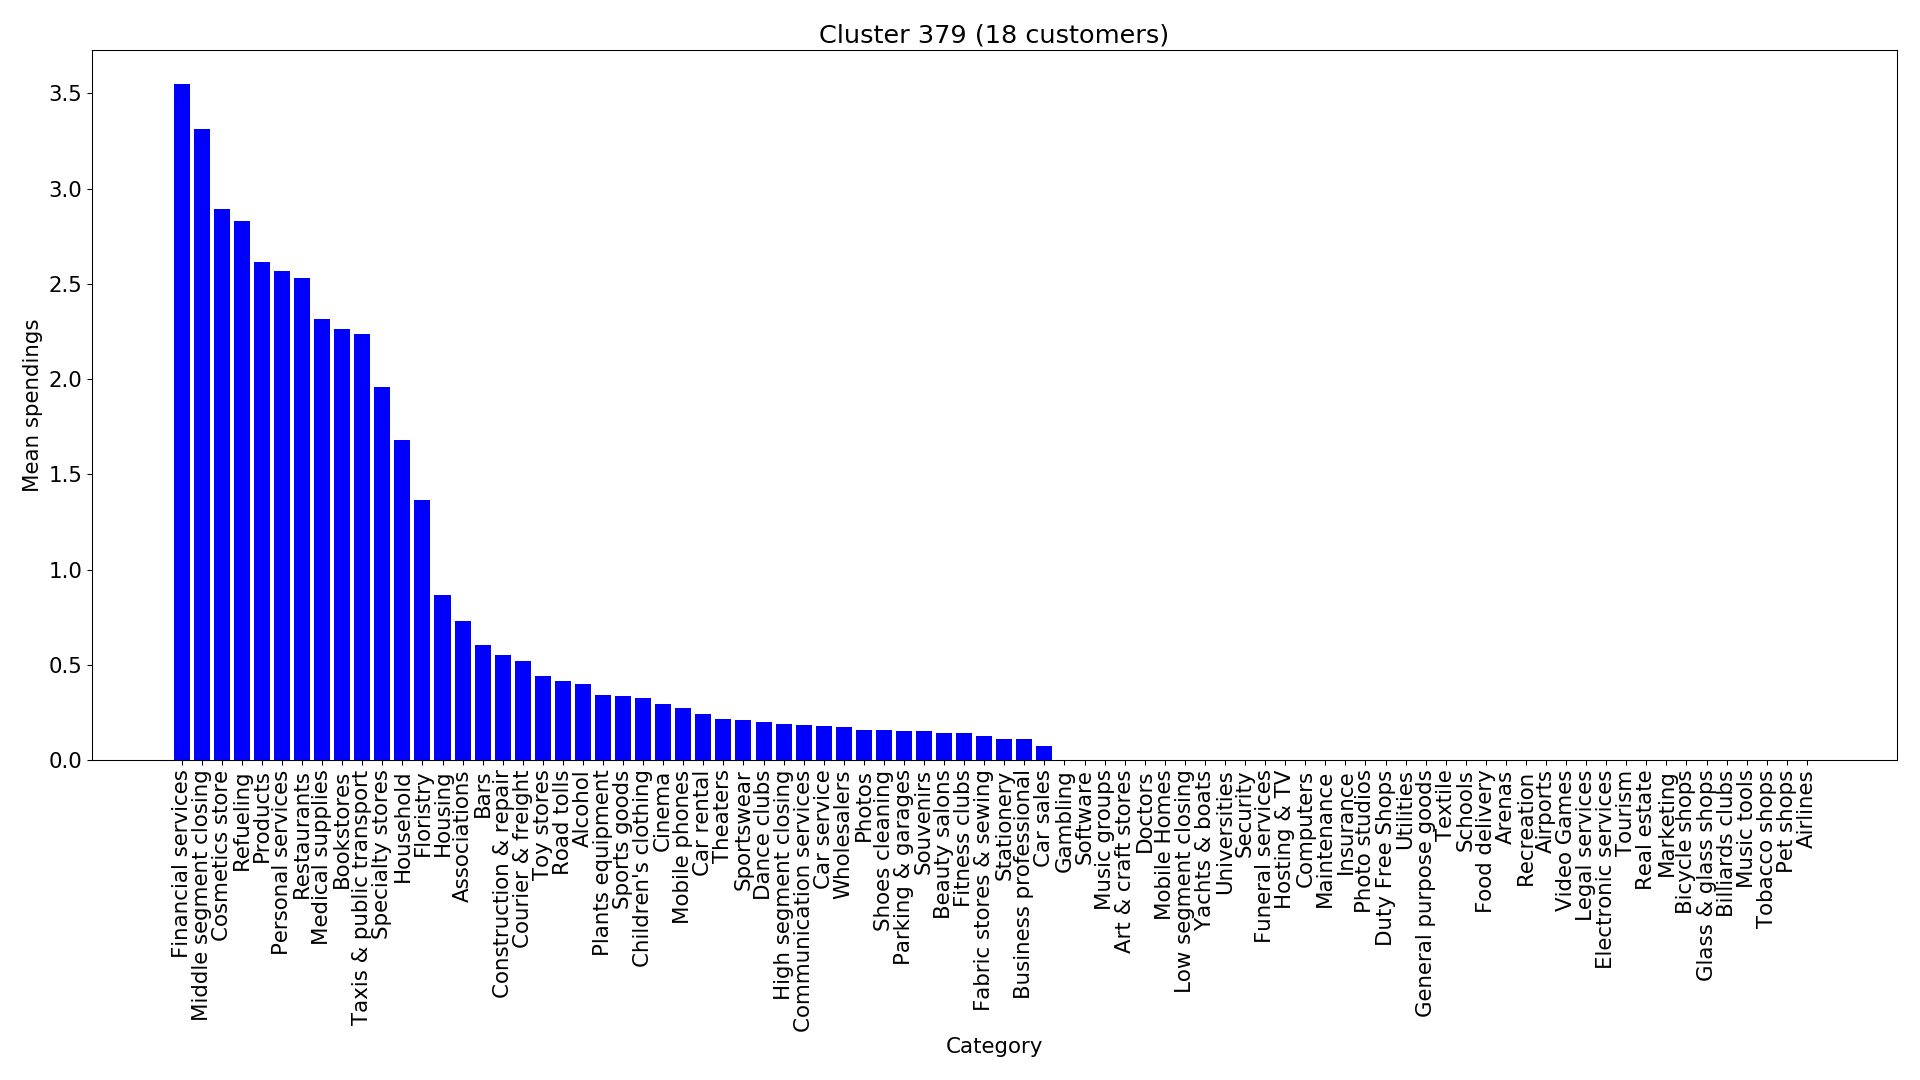 Cluster 379 (18 customers)
Mean spendings
3.5
3.0
2.5
2.0
1.5
1.0
0.5
0.0
Financial services
Middle segment closing
Cosmetics store
Refueling
Products
Personal services
Restaurants
Medical supplies
Bookstores
Taxis & public transport
Specialty stores
Household
Floristry
Housing
Associations
Bars
Construction & repair
Courier & freight
Toy stores
Road tolls
Alcohol
Plants equipment
Sports goods
Children's clothing
Cinema
Mobile phones
Car rental
Theaters
Sportswear
Dance clubs
High segment closing
Communication services
Car service
Wholesalers
Photos
Shoes cleaning
Parking & garages
Souvenirs
Beauty salons
Fitness clubs
Fabric stores & sewing
Stationery
Business professional
Car sales
Gambling
Software
Music groups
Art & craft stores
Doctors
Mobile Homes
Low segment closing
Yachts & boats
Universities
Security
Funeral services
Hosting & TV
Computers
Maintenance
Insurance
Photo studios
Duty Free Shops
Utilities
General purpose goods
Textile
Schools
Food delivery
Arenas
Recreation
Airports
Video Games
Legal services
Electronic services
Tourism
Real estate
Marketing
Bicycle shops
Glass & glass shops
Billiards clubs
Music tools
Tobacco shops
Pet shops
Airlines
Category